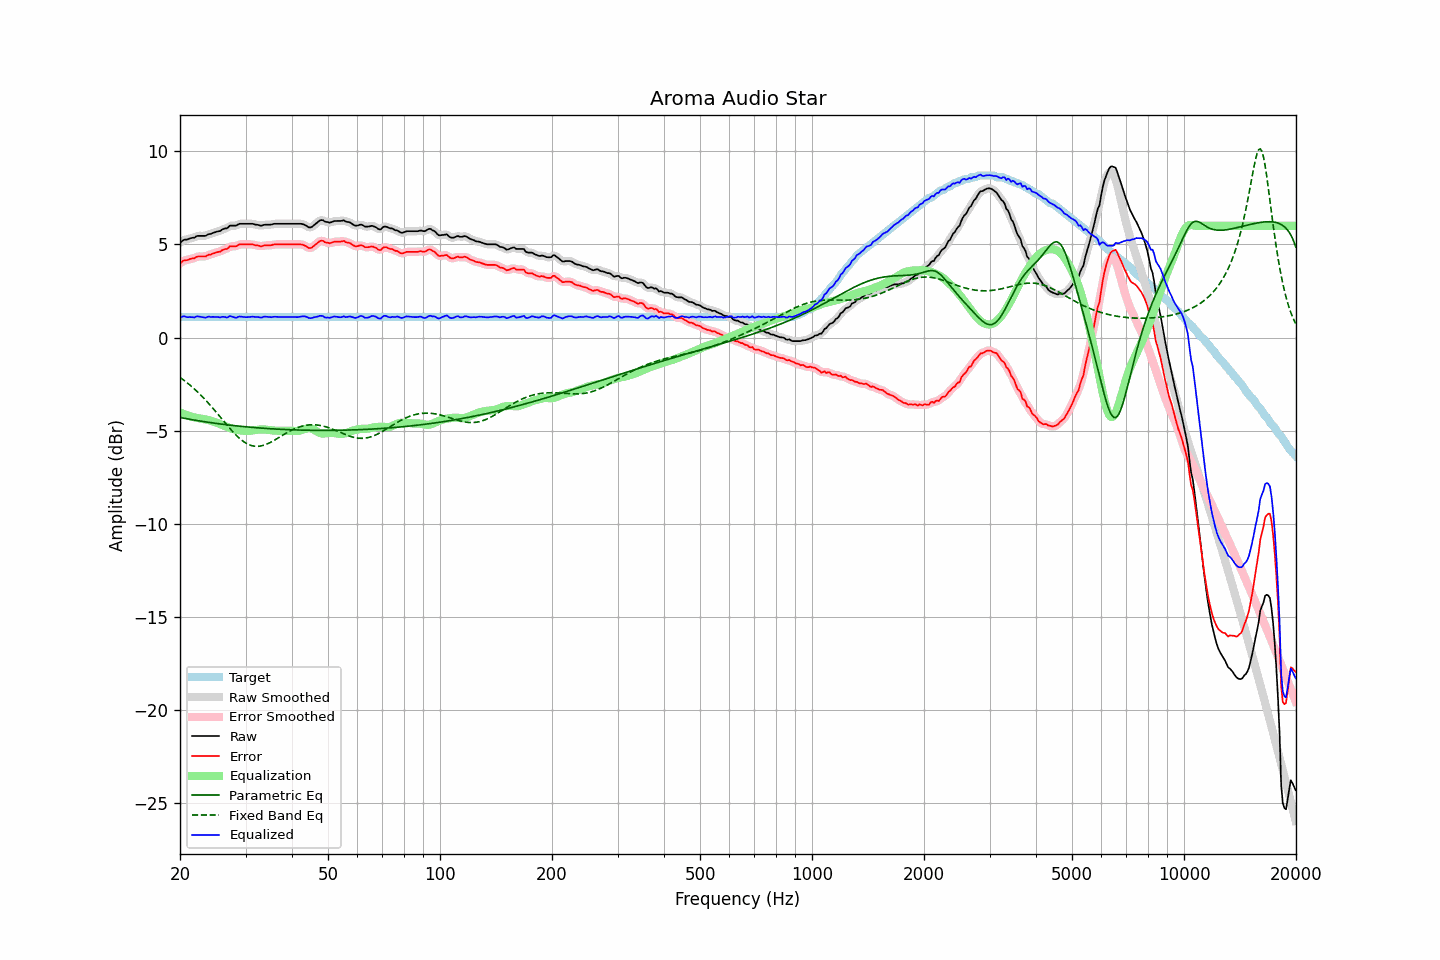 Aroma Audio Star
Amplitude (dBr)
10
5
0
−5
−10
−15
−20
−25
Target
Raw Smoothed
Error Smoothed
Raw
Error
Equalization
Parametric Eq
Fixed Band Eq
Equalized
20 50 100 200 500 1000 2000 5000 10000 20000
Frequency (Hz)